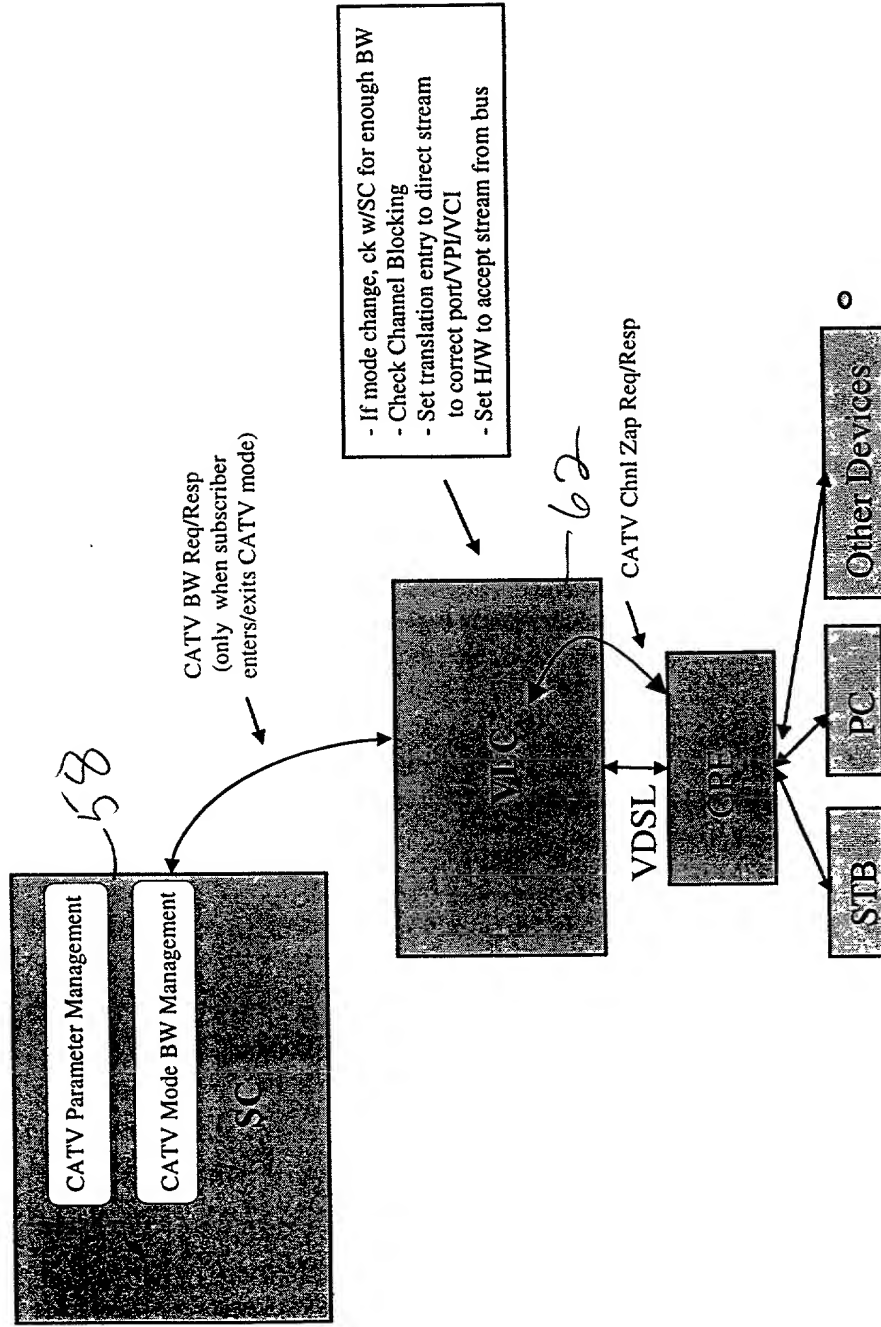 CATV Parameter Management
58
CATV Mode BW Management
SC
CATV BW Req/Resp
(only when subscriber
enters/exits CATV mode)
- If mode change, ck w/SC for enough BW
- Check Channel Blocking
- Set translation entry to direct stream
to correct port/VPI/VCI
- Set H/W to accept stream from bus
62
CATV Chnl Zap Req/Resp
VDSL
CPE
STB
PC
Other Devices